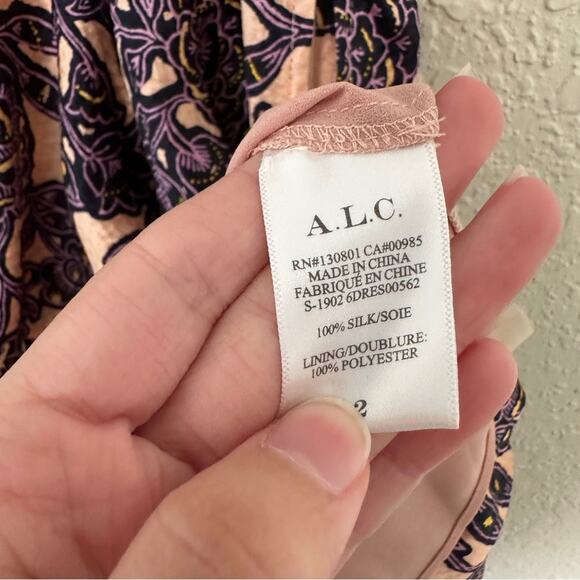 A.L.C.
RN#130801 CA#00985
MADE IN CHINA
FABRIQUÉ EN CHINE
S-1902 6DRES00562
100% SILK/SOIE
LINING/DOUBLURE:
100% POLYESTER
2